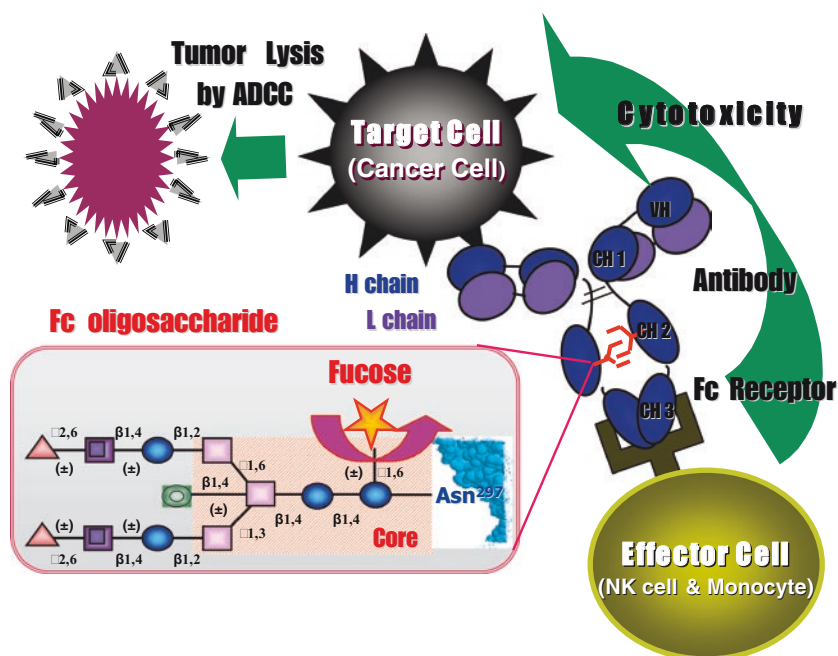 Tumor Lysis
by ADCC
Target Cell
(Cancer Cell)
Cytotoxicity
VH
CH 1
Antibody
H chain
L chain
CH 2
Fc Receptor
CH 3
Fc oligosaccharide
Fucose
□2,6
β1,4
β1,2
(±)
(±)
□1,6
(±)
□1,6
β1,4
(±)
β1,4
β1,4
Asn297
(±)
(±)
□1,3
Core
□2,6
β1,4
β1,2
Effector Cell
(NK cell & Monocyte)